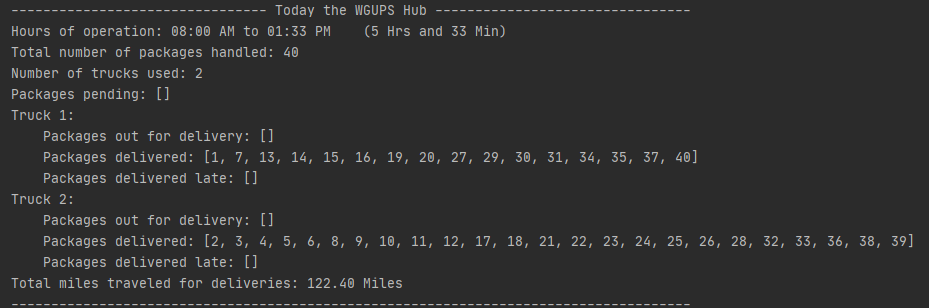 -------------------------------- Today the WGUPS Hub --------------------------------
Hours of operation: 08:00 AM to 01:33 PM    (5 Hrs and 33 Min)
Total number of packages handled: 40
Number of trucks used: 2
Packages pending: []
Truck 1:
    Packages out for delivery: []
    Packages delivered: [1, 7, 13, 14, 15, 16, 19, 20, 27, 29, 30, 31, 34, 35, 37, 40]
    Packages delivered late: []
Truck 2:
    Packages out for delivery: []
    Packages delivered: [2, 3, 4, 5, 6, 8, 9, 10, 11, 12, 17, 18, 21, 22, 23, 24, 25, 26, 28, 32, 33, 36, 38, 39]
    Packages delivered late: []
Total miles traveled for deliveries: 122.40 Miles
-------------------------------------------------------------------------------------